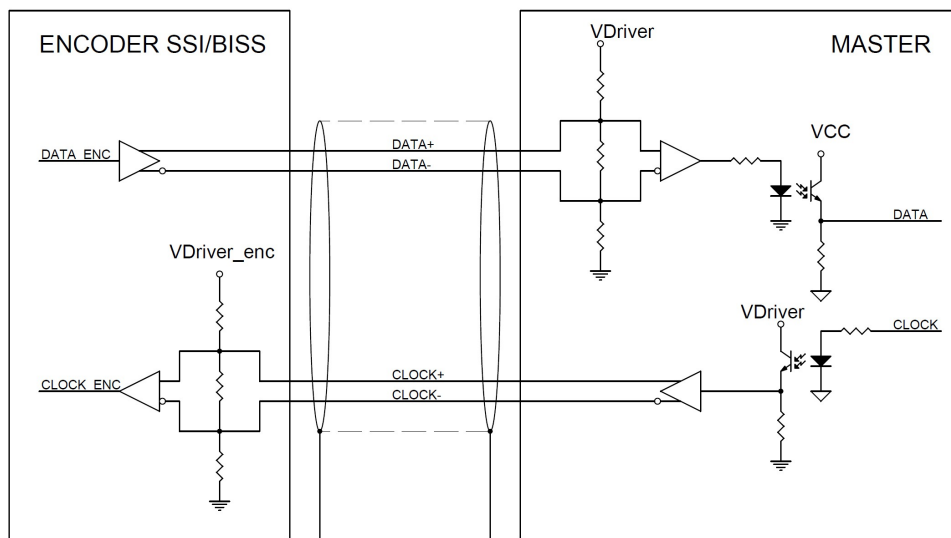 ENCODER SSI/BISS
MASTER
VDriver
VCC
DATA_ENC
DATA+
DATA-
DATA
VDriver_enc
VDriver
CLOCK
CLOCK_ENC
CLOCK+
CLOCK-